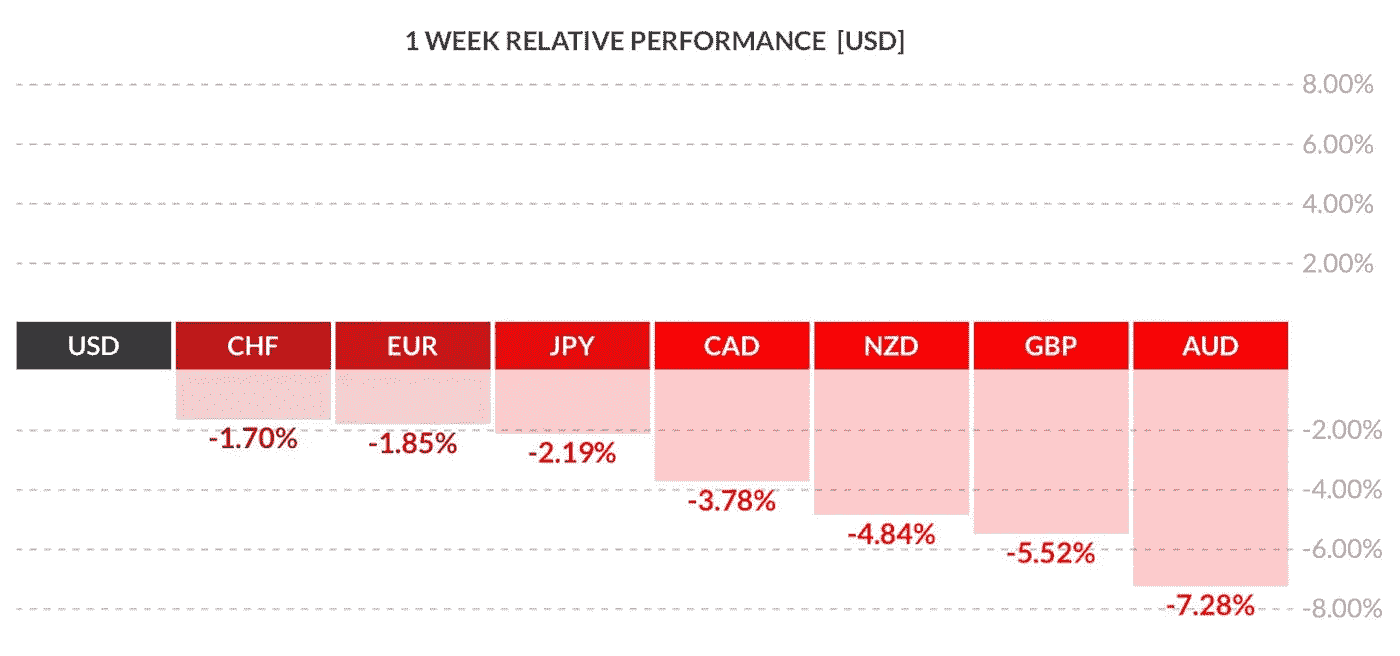 1 WEEK RELATIVE PERFORMANCE [USD]
8.00%
6.00%
4.00%
2.00%
USD CHF EUR JPY CAD NZD GBP AUD
-1.70% -1.85% -2.19% -3.78% -4.84% -5.52% -7.28%
-2.00%
-4.00%
-6.00%
-8.00%